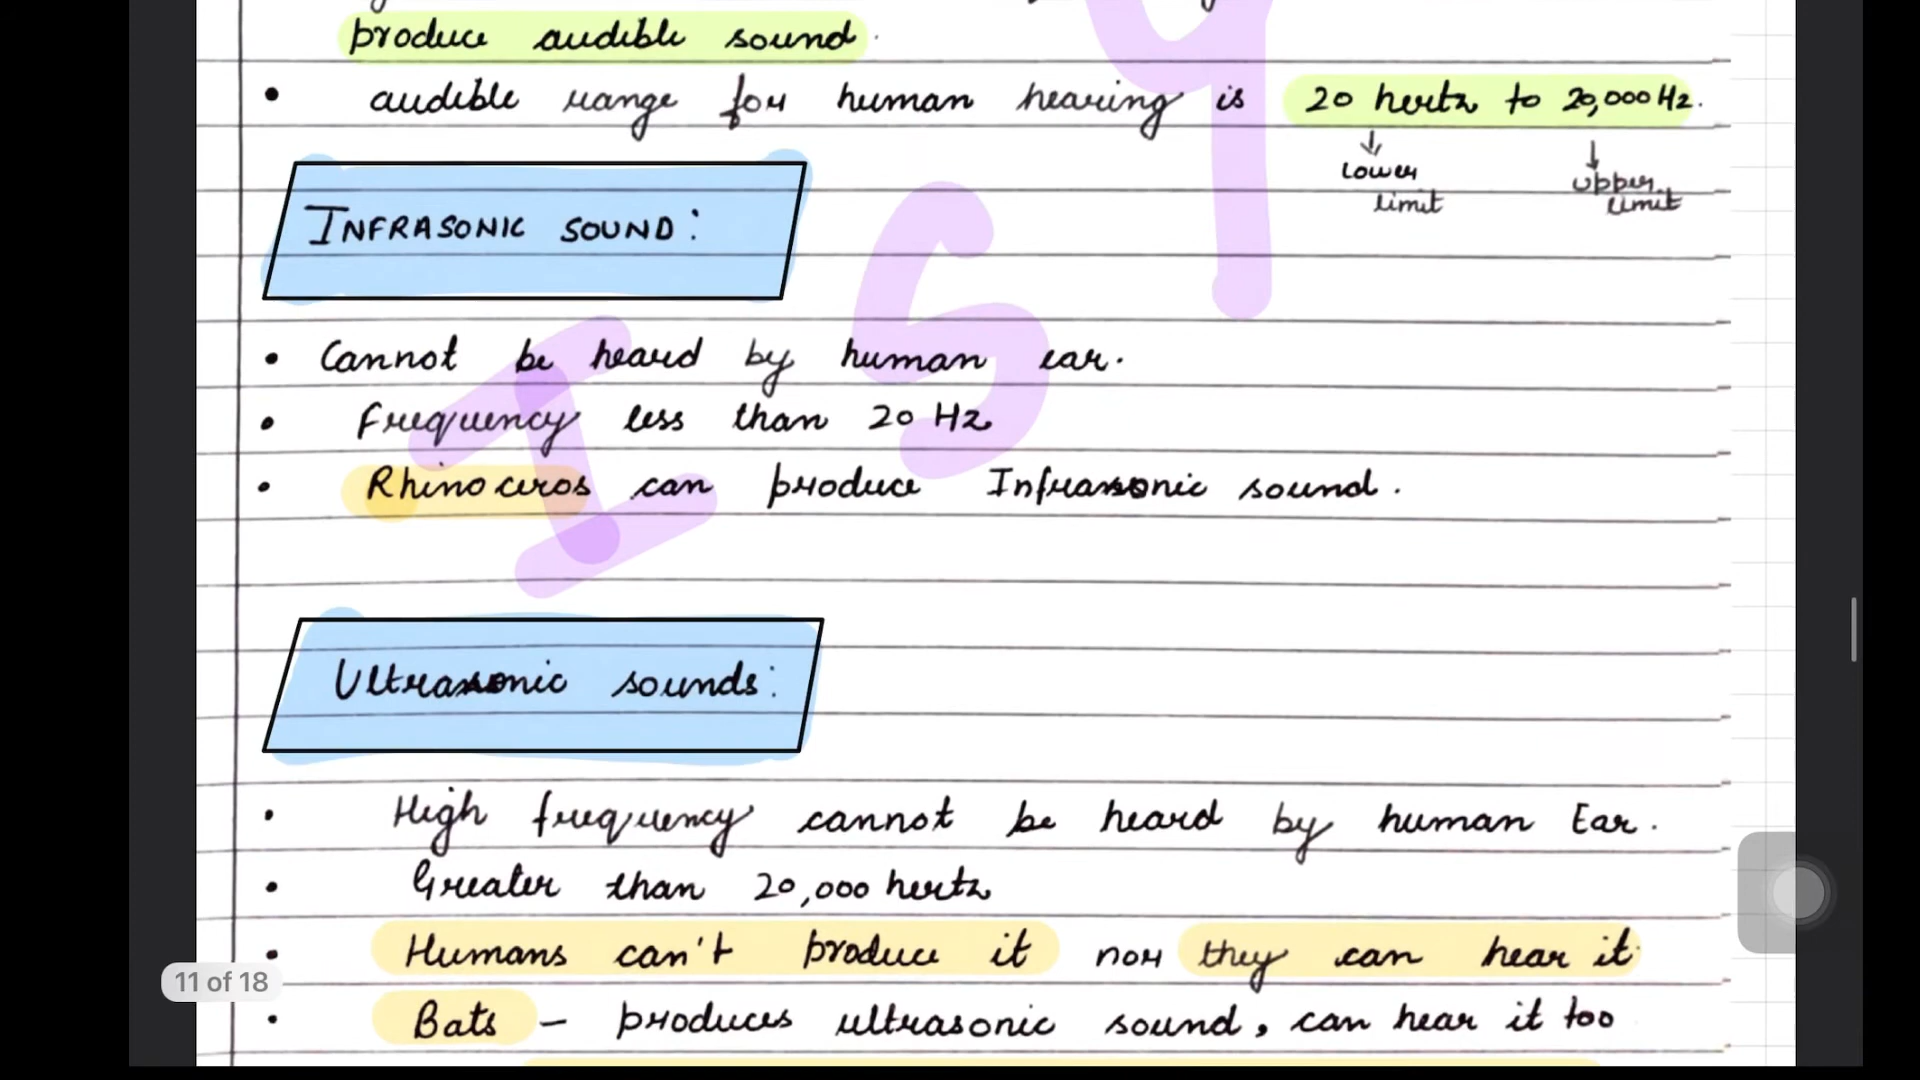 produce audible sound.
• audible range for human hearing is 20 hertz to 20,000 Hz.
↓ lower limit
↓ upper limit
INFRASONIC SOUND:
• Cannot be heard by human ear.
• Frequency less than 20 Hz
• Rhinoceros can produce Infrasonic sound.
Ultrasonic sounds:
• High frequency cannot be heard by human Ear.
• Greater than 20,000 hertz
• Humans can't produce it nor they can hear it.
11 of 18
• Bats – produces ultrasonic sound, can hear it too